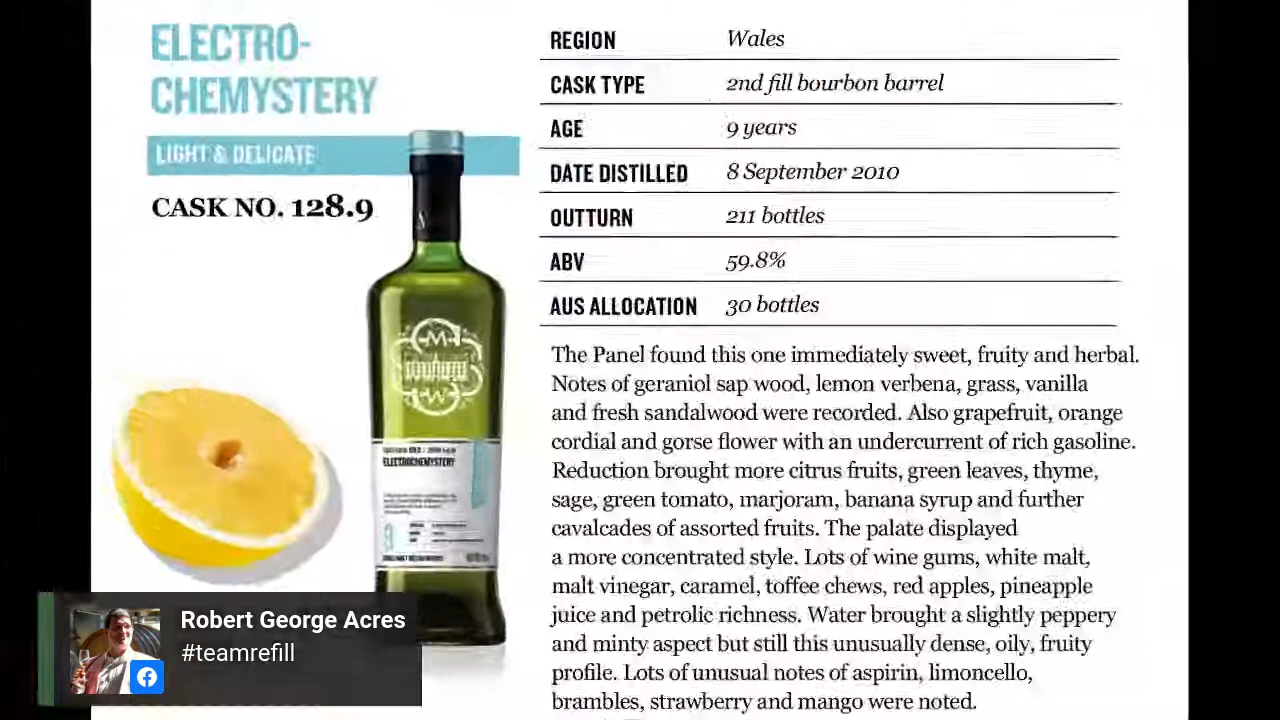 ELECTRO-
CHEMYSTERY
LIGHT & DELICATE
CASK NO. 128.9
REGION Wales
CASK TYPE 2nd fill bourbon barrel
AGE 9 years
DATE DISTILLED 8 September 2010
OUTTURN 211 bottles
ABV 59.8%
AUS ALLOCATION 30 bottles
The Panel found this one immediately sweet, fruity and herbal.
Notes of geraniol sap wood, lemon verbena, grass, vanilla
and fresh sandalwood were recorded. Also grapefruit, orange
cordial and gorse flower with an undercurrent of rich gasoline.
Reduction brought more citrus fruits, green leaves, thyme,
sage, green tomato, marjoram, banana syrup and further
cavalcades of assorted fruits. The palate displayed
a more concentrated style. Lots of wine gums, white malt,
malt vinegar, caramel, toffee chews, red apples, pineapple
juice and petrolic richness. Water brought a slightly peppery
and minty aspect but still this unusually dense, oily, fruity
profile. Lots of unusual notes of aspirin, limoncello,
brambles, strawberry and mango were noted.
M
W
ELECTROCHEMYSTERY
Robert George Acres
#teamrefill